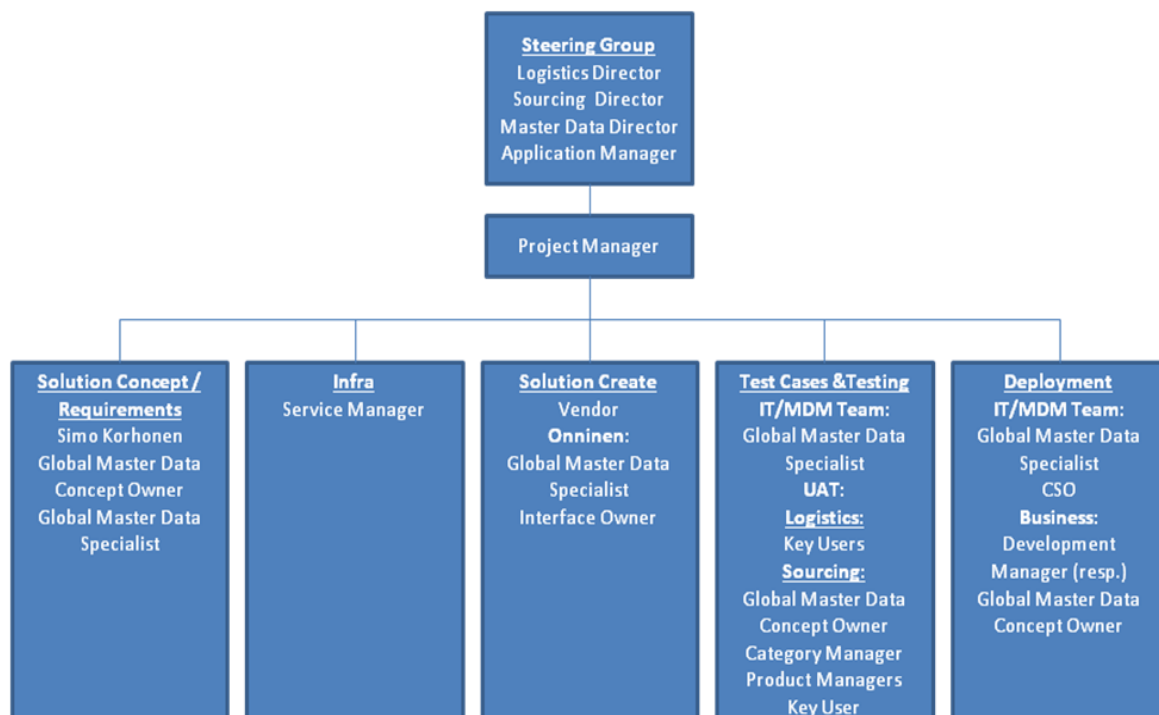 Steering Group
Logistics Director
Sourcing Director
Master Data Director
Application Manager
Project Manager
Solution Concept /
Requirements
Simo Korhonen
Global Master Data
Concept Owner
Global Master Data
Specialist
Infra
Service Manager
Solution Create
Vendor
Onninen:
Global Master Data
Specialist
Interface Owner
Test Cases &Testing
IT/MDM Team:
Global Master Data
Specialist
UAT:
Logistics:
Key Users
Sourcing:
Global Master Data
Concept Owner
Category Manager
Product Managers
Key User
Deployment
IT/MDM Team:
Global Master Data
Specialist
CSO
Business:
Development
Manager (resp.)
Global Master Data
Concept Owner